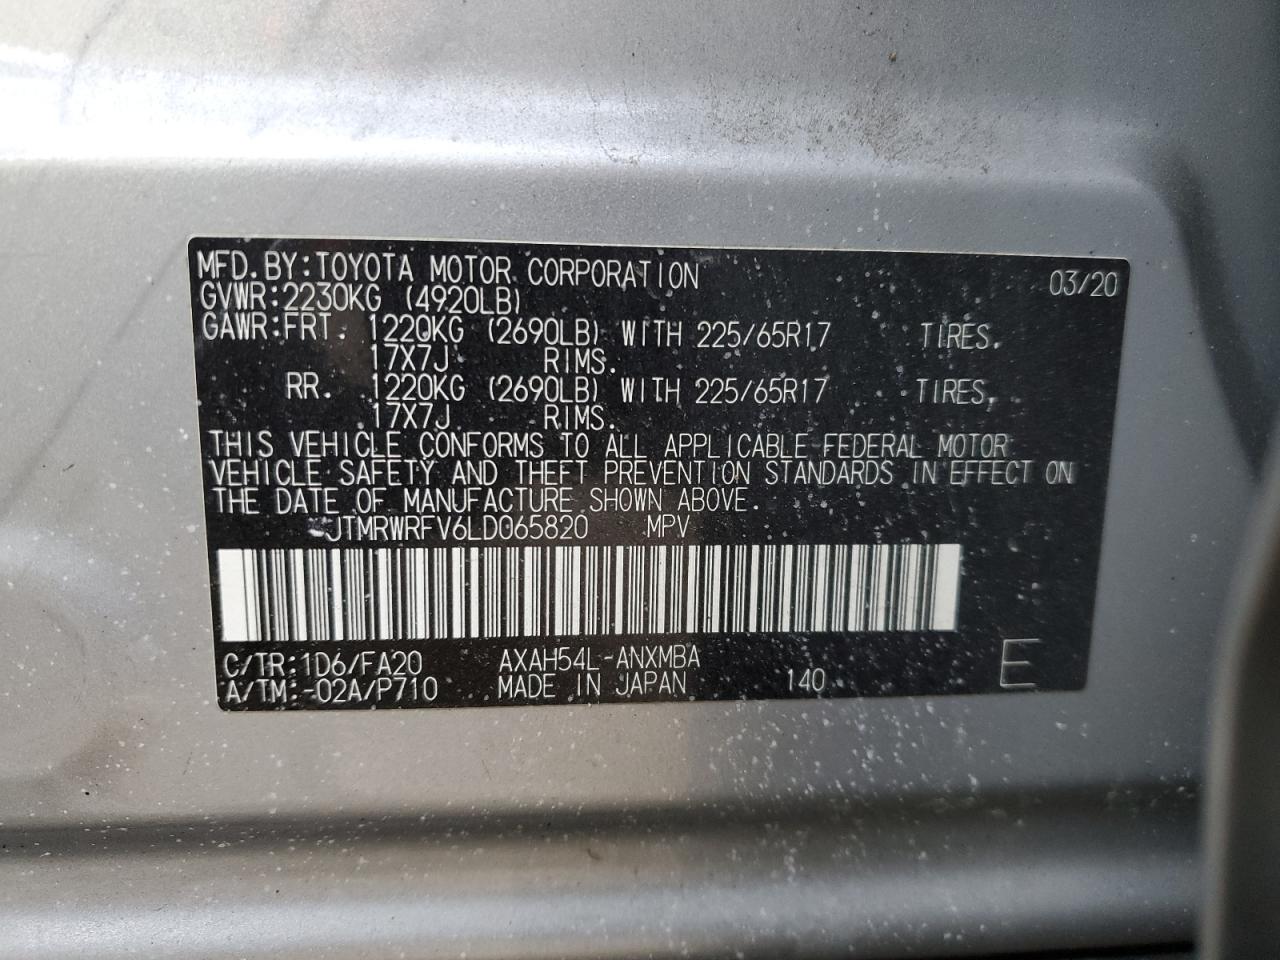 MFD.BY:TOYOTA MOTOR CORPORATION 03/20
GVWR:2230KG (4920LB)
GAWR:FRT. 1220KG (2690LB) WITH 225/65R17 TIRES,
17X7J RIMS.
RR. 1220KG (2690LB) WITH 225/65R17 TIRES,
17X7J RIMS.
THIS VEHICLE CONFORMS TO ALL APPLICABLE FEDERAL MOTOR
VEHICLE SAFETY AND THEFT PREVENTION STANDARDS IN EFFECT ON
THE DATE OF MANUFACTURE SHOWN ABOVE.
JTMRWRFV6LD065820 MPV
C/TR:1D6/FA20 AXAH54L-ANXMBA E
A/TM:-02A/P710 MADE IN JAPAN 140